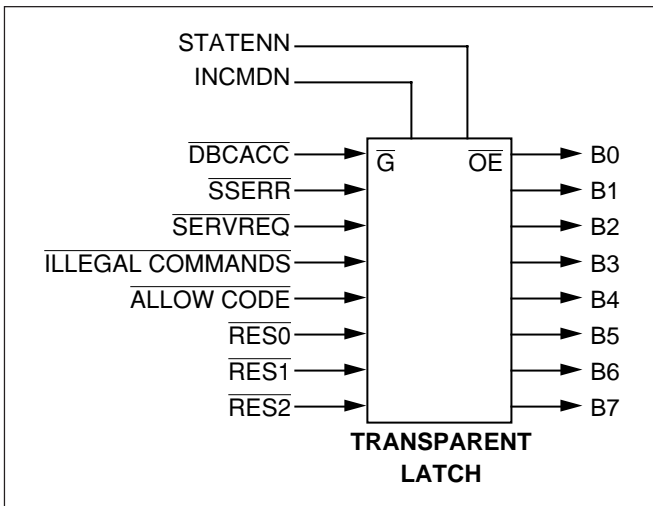 STATENN
INCMDN
DBCACC G OE B0
SSERR B1
SERVREQ B2
ILLEGAL COMMANDS B3
ALLOW CODE B4
RES0 B5
RES1 B6
RES2 B7
TRANSPARENT
LATCH